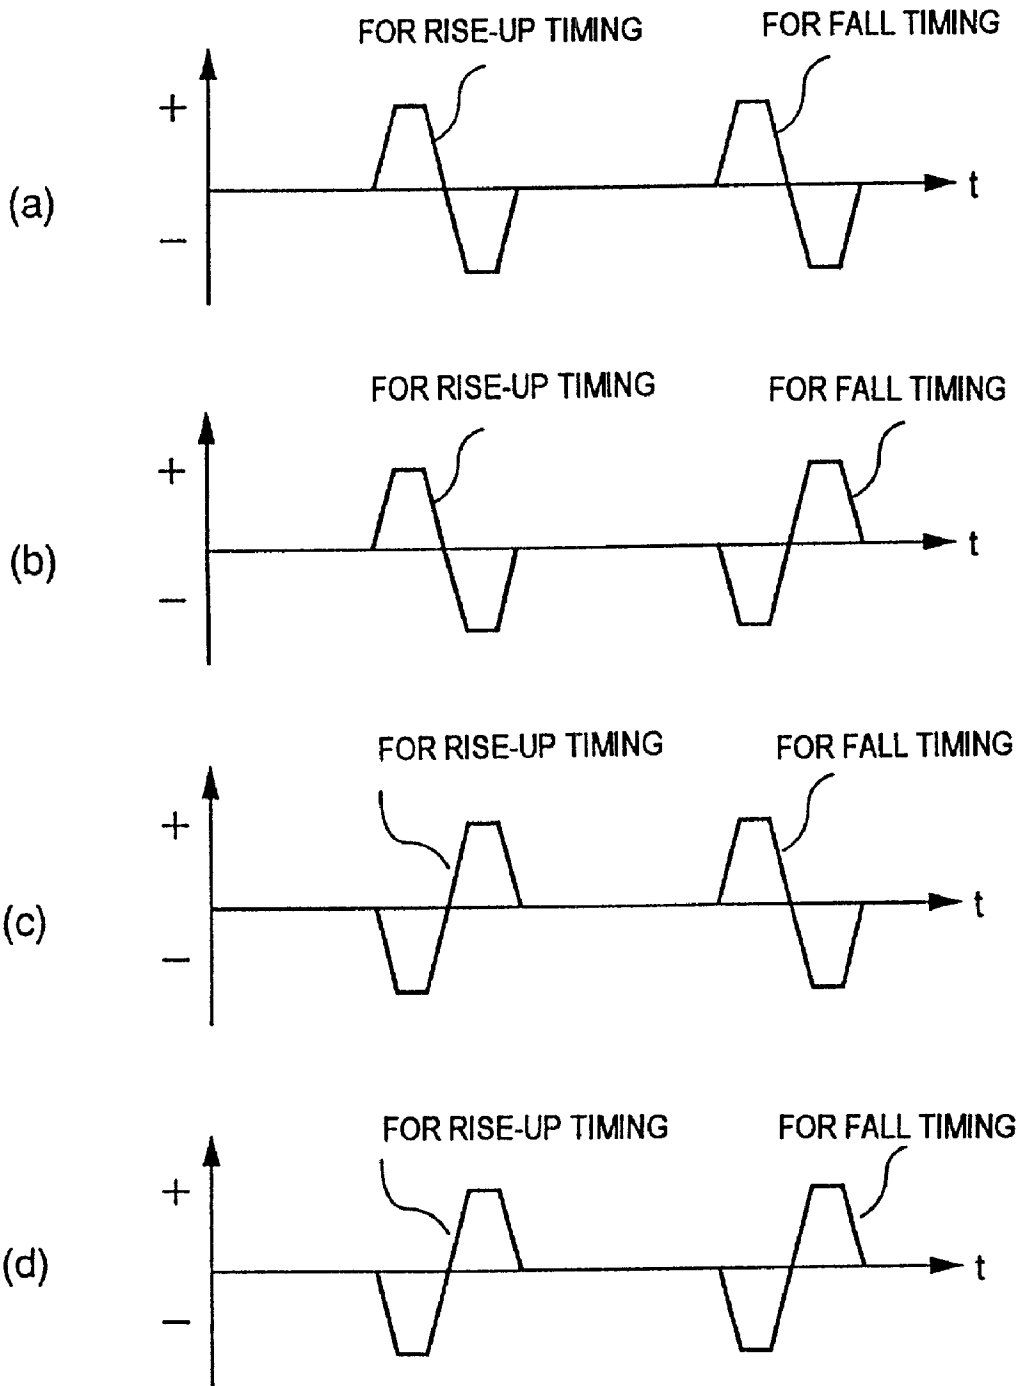 FOR RISE-UP TIMING
FOR FALL TIMING
+
(a)
−
t
FOR RISE-UP TIMING
FOR FALL TIMING
+
(b)
−
t
FOR RISE-UP TIMING
FOR FALL TIMING
+
(c)
−
t
FOR RISE-UP TIMING
FOR FALL TIMING
+
(d)
−
t